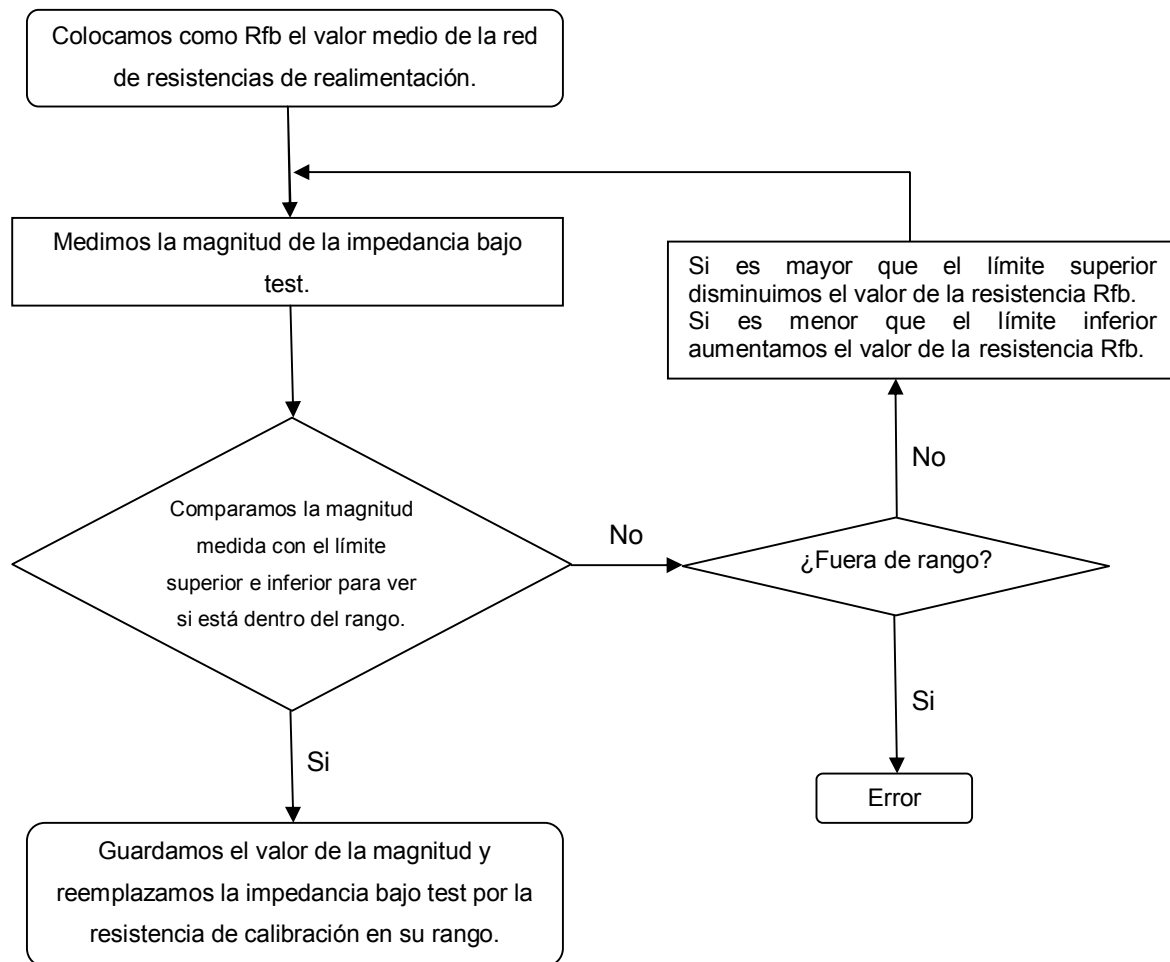 Colocamos como Rfb el valor medio de la red
de resistencias de realimentación.
Medimos la magnitud de la impedancia bajo
test.
Si es mayor que el límite superior
disminuimos el valor de la resistencia Rfb.
Si es menor que el límite inferior
aumentamos el valor de la resistencia Rfb.
No
Comparamos la magnitud
medida con el límite
superior e inferior para ver
si está dentro del rango.
No
¿Fuera de rango?
Si
Si
Error
Guardamos el valor de la magnitud y
reemplazamos la impedancia bajo test por la
resistencia de calibración en su rango.